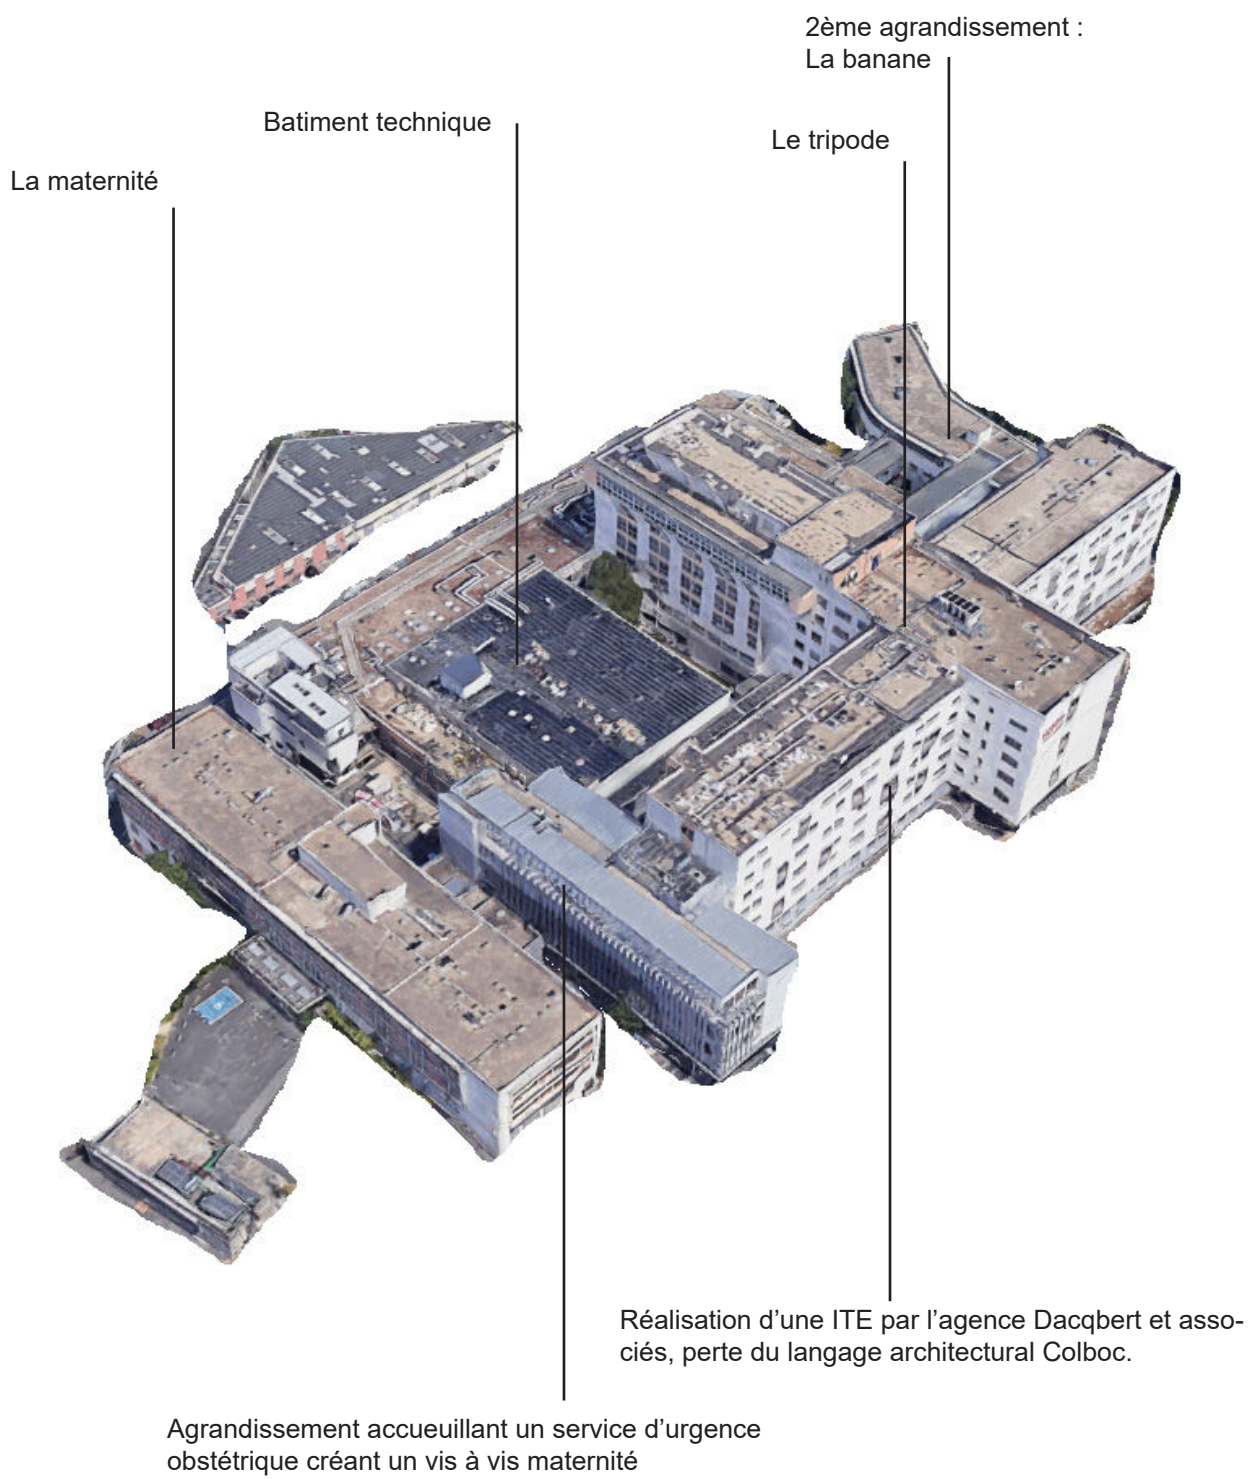 2ème agrandissement :
La banane
Batiment technique
Le tripode
La maternité
Réalisation d’une ITE par l’agence Dacqbert et asso-
ciés, perte du langage architectural Colboc.
Agrandissement accueuillant un service d’urgence
obstétrique créant un vis à vis maternité